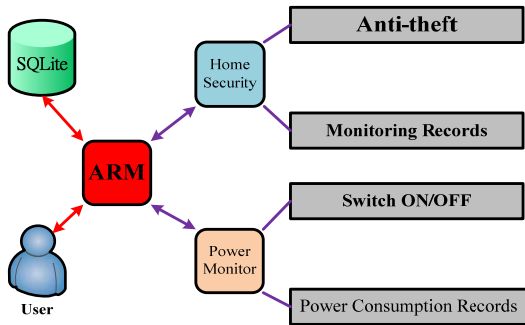 SQLite
Home
Security
Anti-theft
Monitoring Records
ARM
Switch ON/OFF
Power
Monitor
Power Consumption Records
User